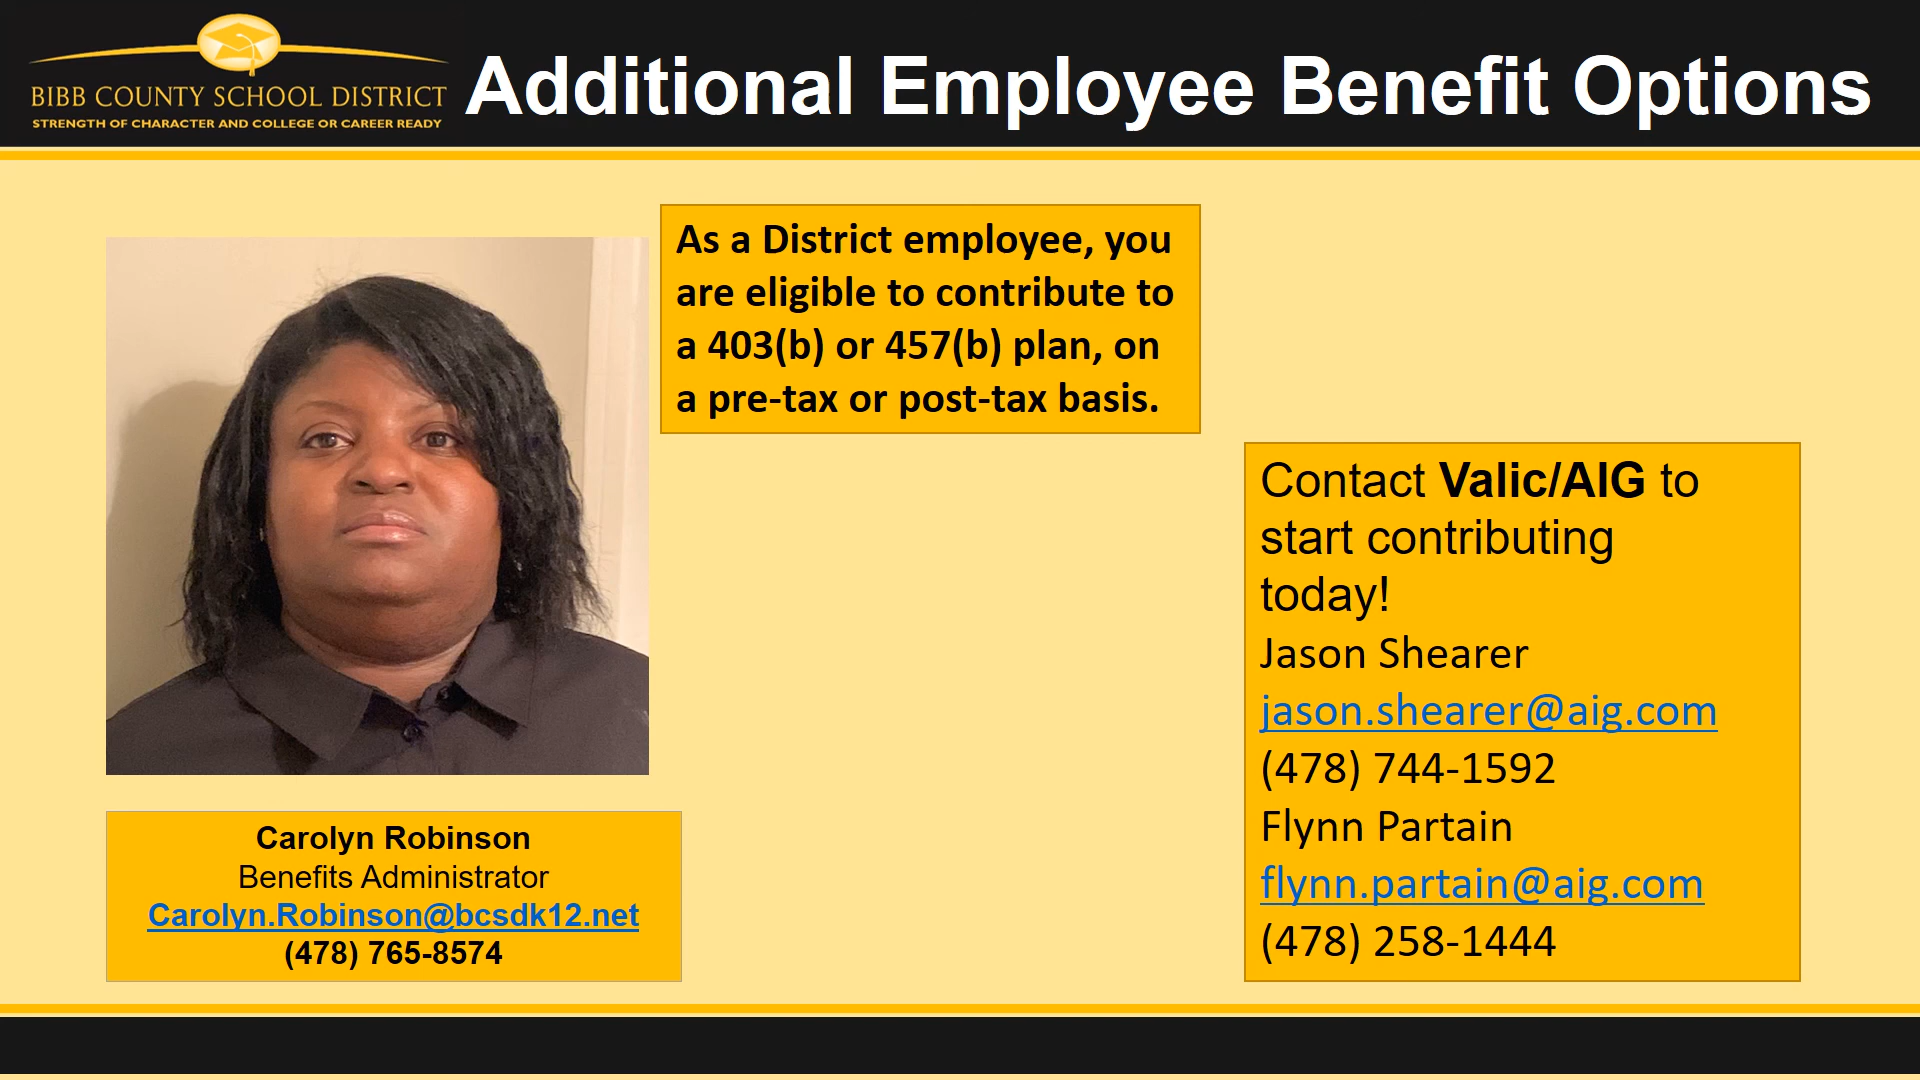 BIBB COUNTY SCHOOL DISTRICT
STRENGTH OF CHARACTER AND COLLEGE OR CAREER READY
Additional Employee Benefit Options
As a District employee, you
are eligible to contribute to
a 403(b) or 457(b) plan, on
a pre-tax or post-tax basis.
Carolyn Robinson
Benefits Administrator
Carolyn.Robinson@bcsdk12.net
(478) 765-8574
Contact Valic/AIG to
start contributing
today!
Jason Shearer
jason.shearer@aig.com
(478) 744-1592
Flynn Partain
flynn.partain@aig.com
(478) 258-1444